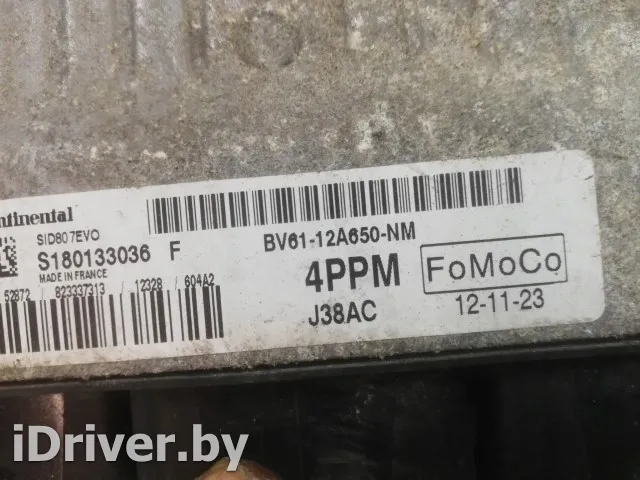 ntinental
SID807EVO
S180133036 F
MADE IN FRANCE
52872 823337313 12328 604A2
BV61-12A650-NM
4PPM
J38AC
FoMoCo
12-11-23
iDriver.by